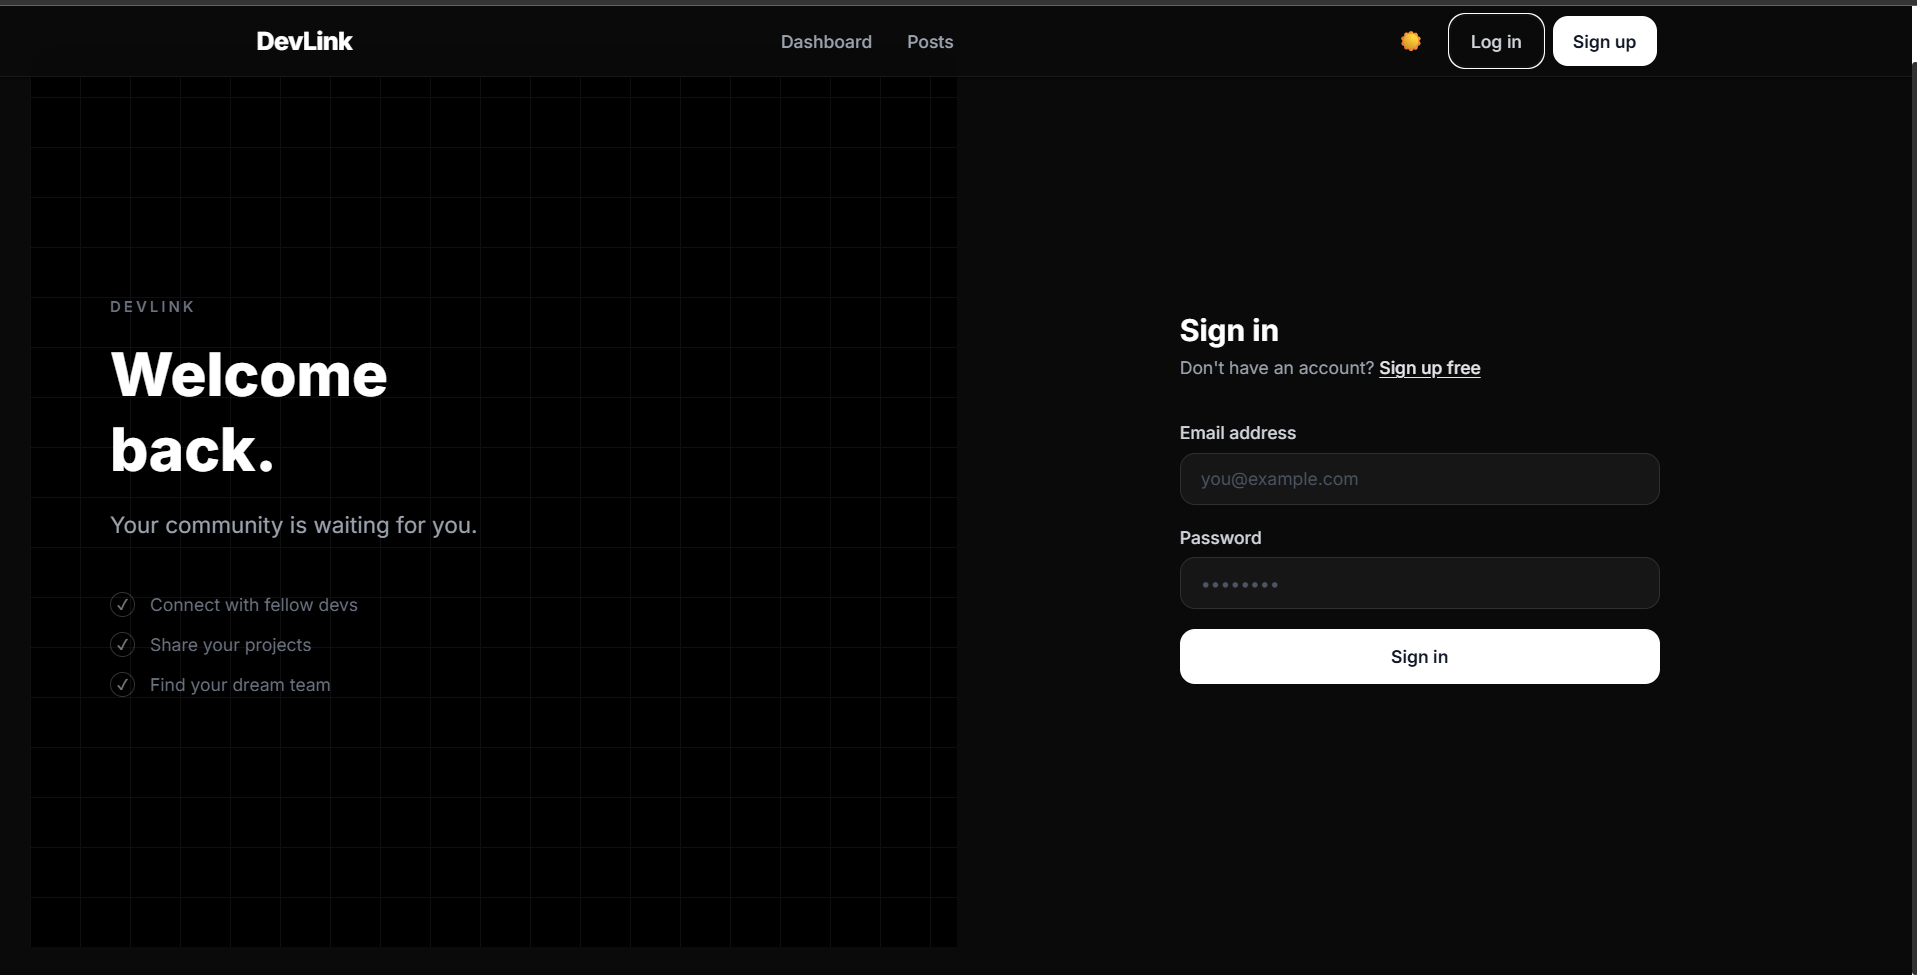 DevLink
Dashboard Posts
Log in
Sign up
DEVLINK
Welcome
back.
Your community is waiting for you.
Connect with fellow devs
Share your projects
Find your dream team
Sign in
Don't have an account? Sign up free
Email address
you@example.com
Password
••••••••
Sign in